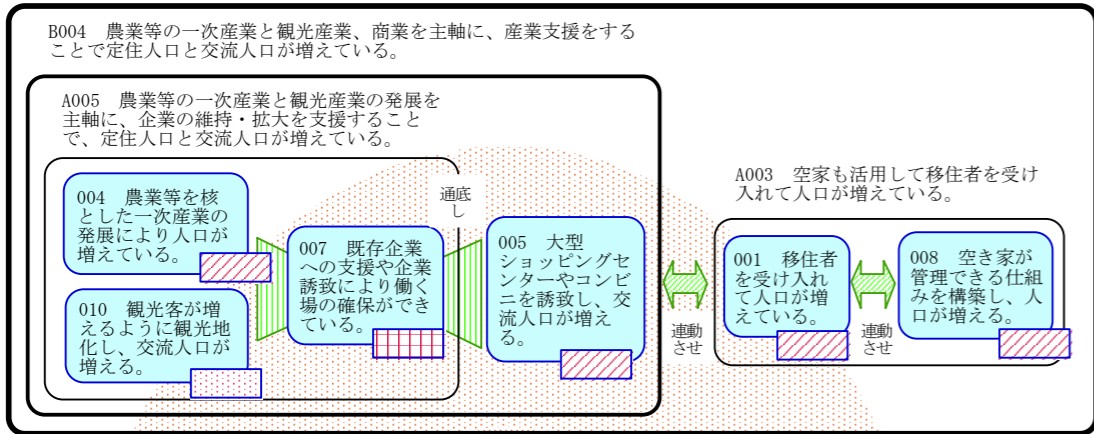 B004　農業等の一次産業と観光産業、商業を主軸に、産業支援をする
ことで定住人口と交流人口が増えている。
A005　農業等の一次産業と観光産業の発展を
主軸に、企業の維持・拡大を支援すること
で、定住人口と交流人口が増えている。
004　農業等を核
とした一次産業の
発展により人口が
増えている。
010　観光客が増
えるように観光地
化し、交流人口が
増える。
007　既存企業
への支援や企業
誘致により働く
場の確保ができ
ている。
通底
し
005　大型
ショッピングセ
ンターやコンビ
ニを誘致し、交
流人口が増え
る。
連動
させ
A003　空家も活用して移住者を受け
入れて人口が増えている。
001　移住者
を受け入れ
て人口が増
えている。
連動
させ
008　空き家が
管理できる仕組
みを構築し、人
口が増える。